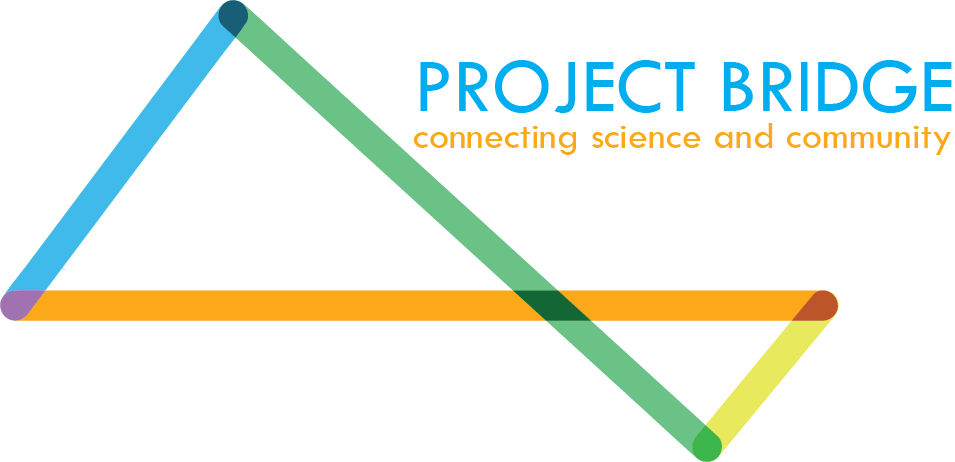 PROJECT BRIDGE
connecting science and community